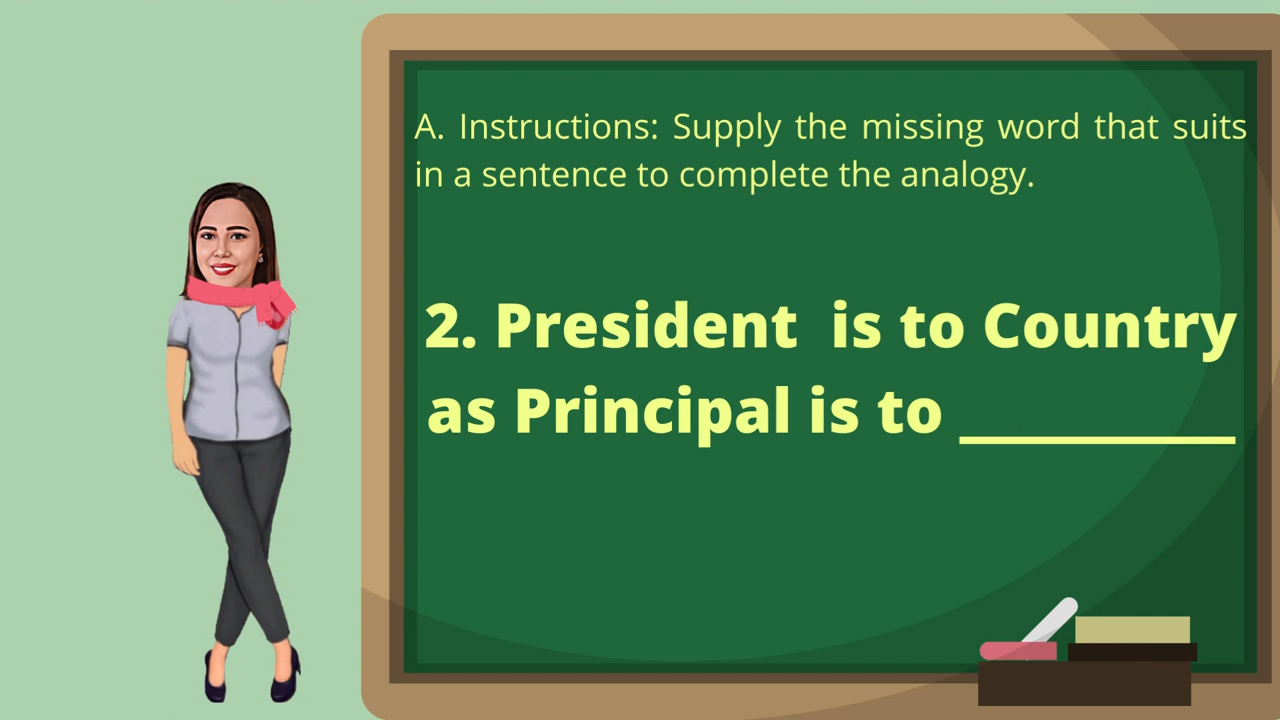 A. Instructions: Supply the missing word that suits
in a sentence to complete the analogy.
2. President is to Country
as Principal is to _________